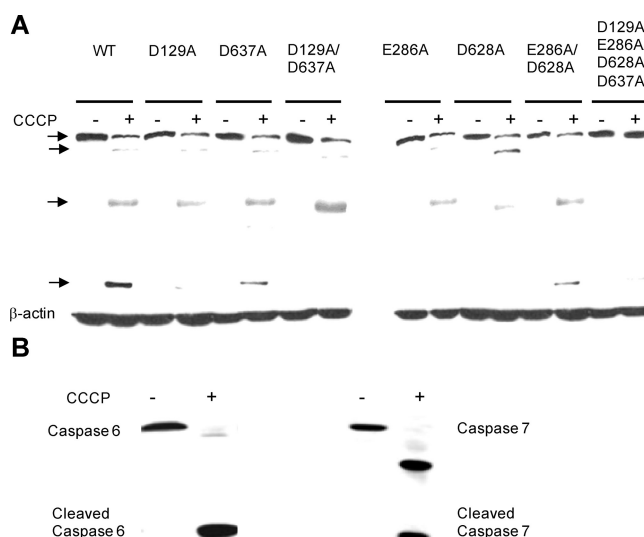 A
WT D129A D637A D129A/ D637A E286A D628A E286A/ D628A D129A E286A D628A D637A
CCCP - + - + - + - + - + - + - + - +
β-actin
B
CCCP - + - +
Caspase 6 Caspase 7
Cleaved Cleaved
Caspase 6 Caspase 7